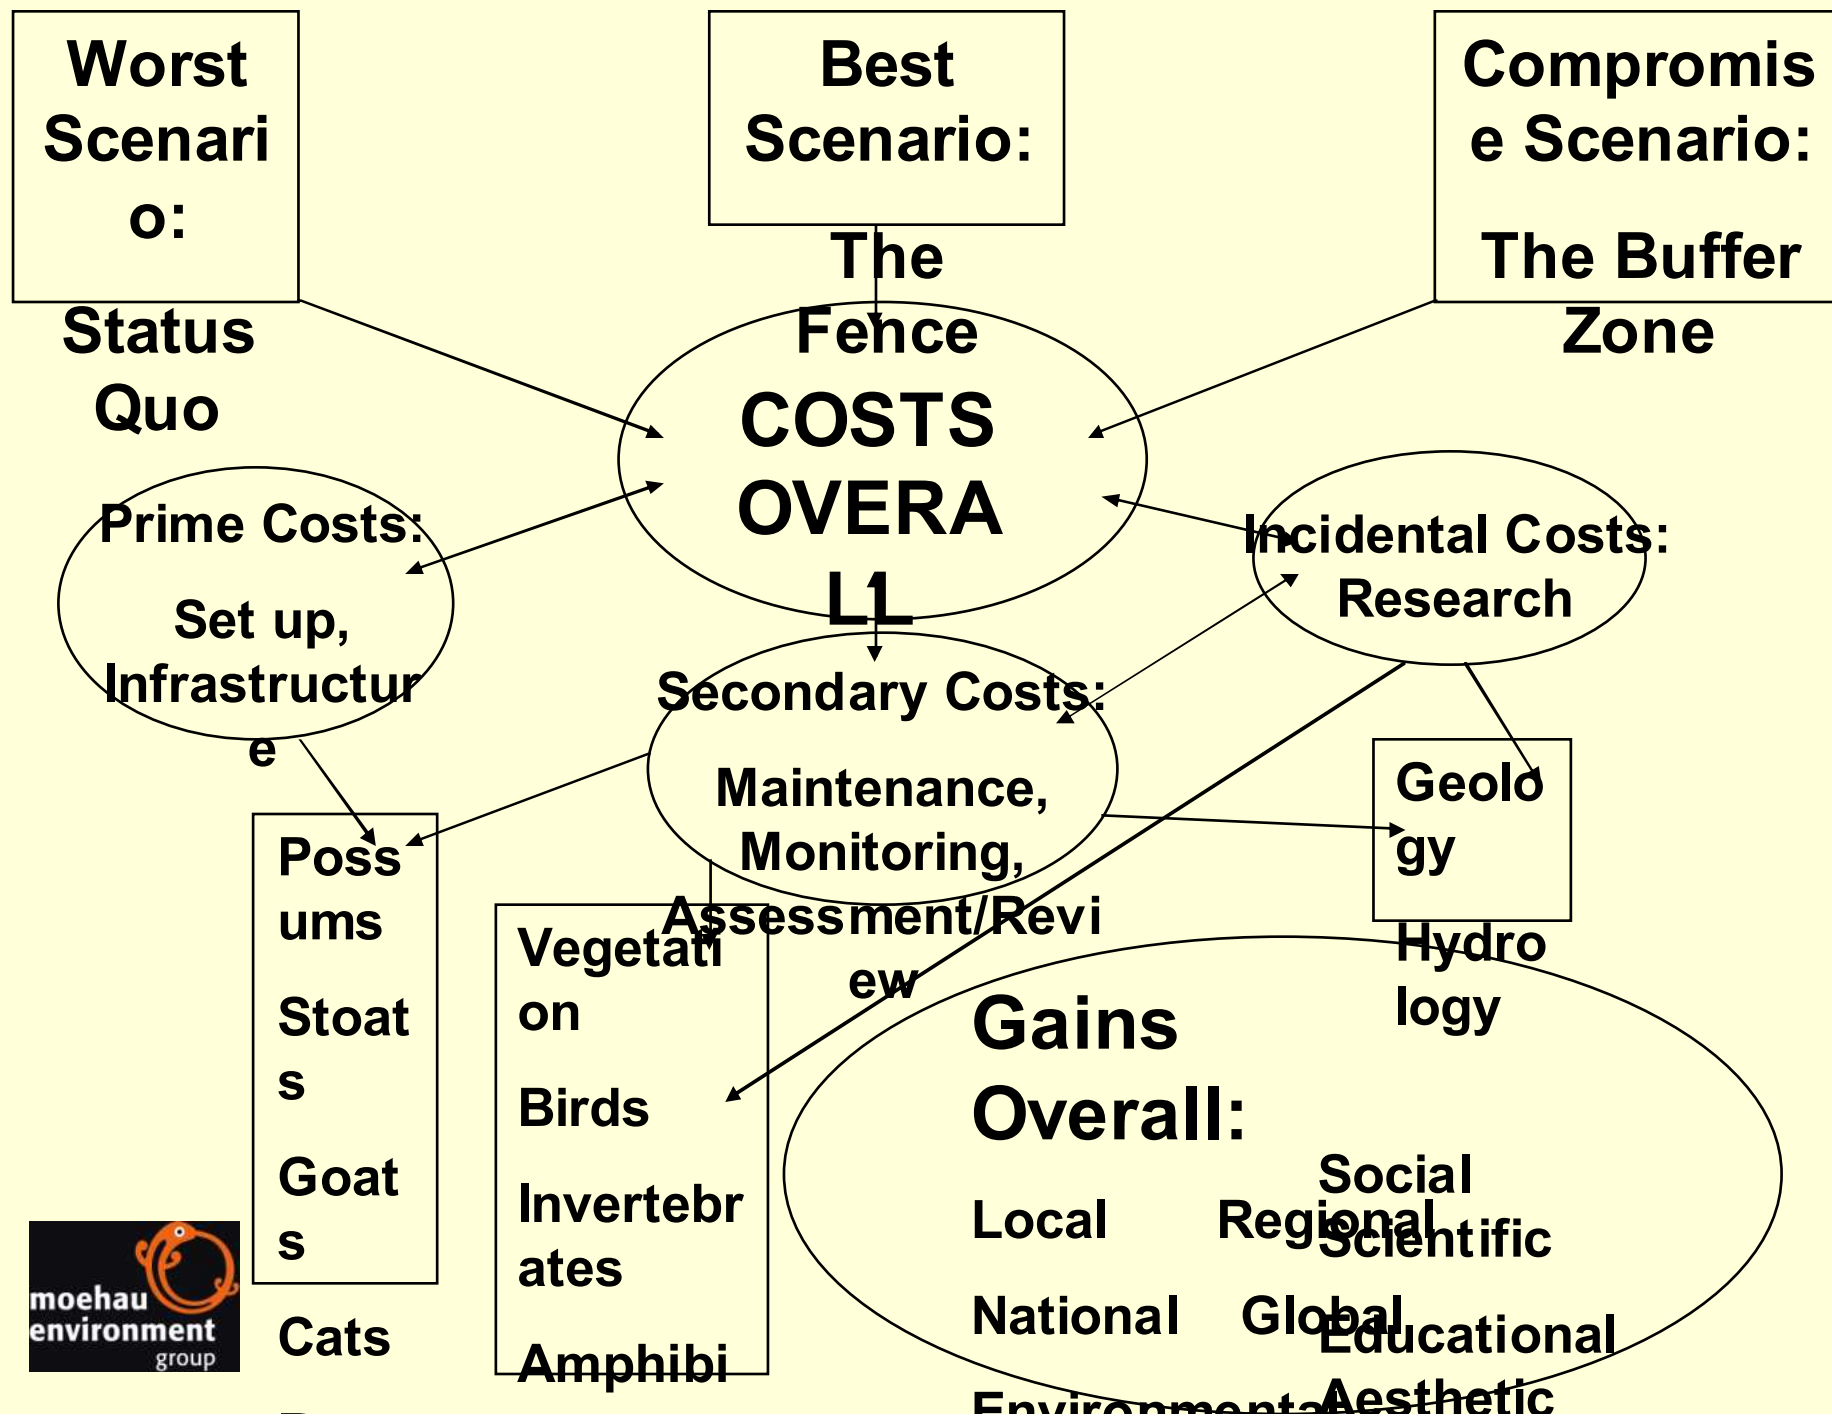 Worst
Scenari
o:
Status
Quo
Best
Scenario:
The
Fence
Compromis
e Scenario:
The Buffer
Zone
COSTS
OVERA
LL
Prime Costs:
Set up,
Infrastructur
e
Incidental Costs:
Research
Secondary Costs:
Maintenance,
Monitoring,
Assessment/Revi
ew
Geolo
gy
Hydro
logy
Poss
ums
Stoat
s
Goat
s
Cats
Vegetati
on
Birds
Invertebr
ates
Amphibi
Gains
Overall:
Local Regional
National Global
Environmental
Social
Scientific
Educational
Aesthetic
moehau
environment
group